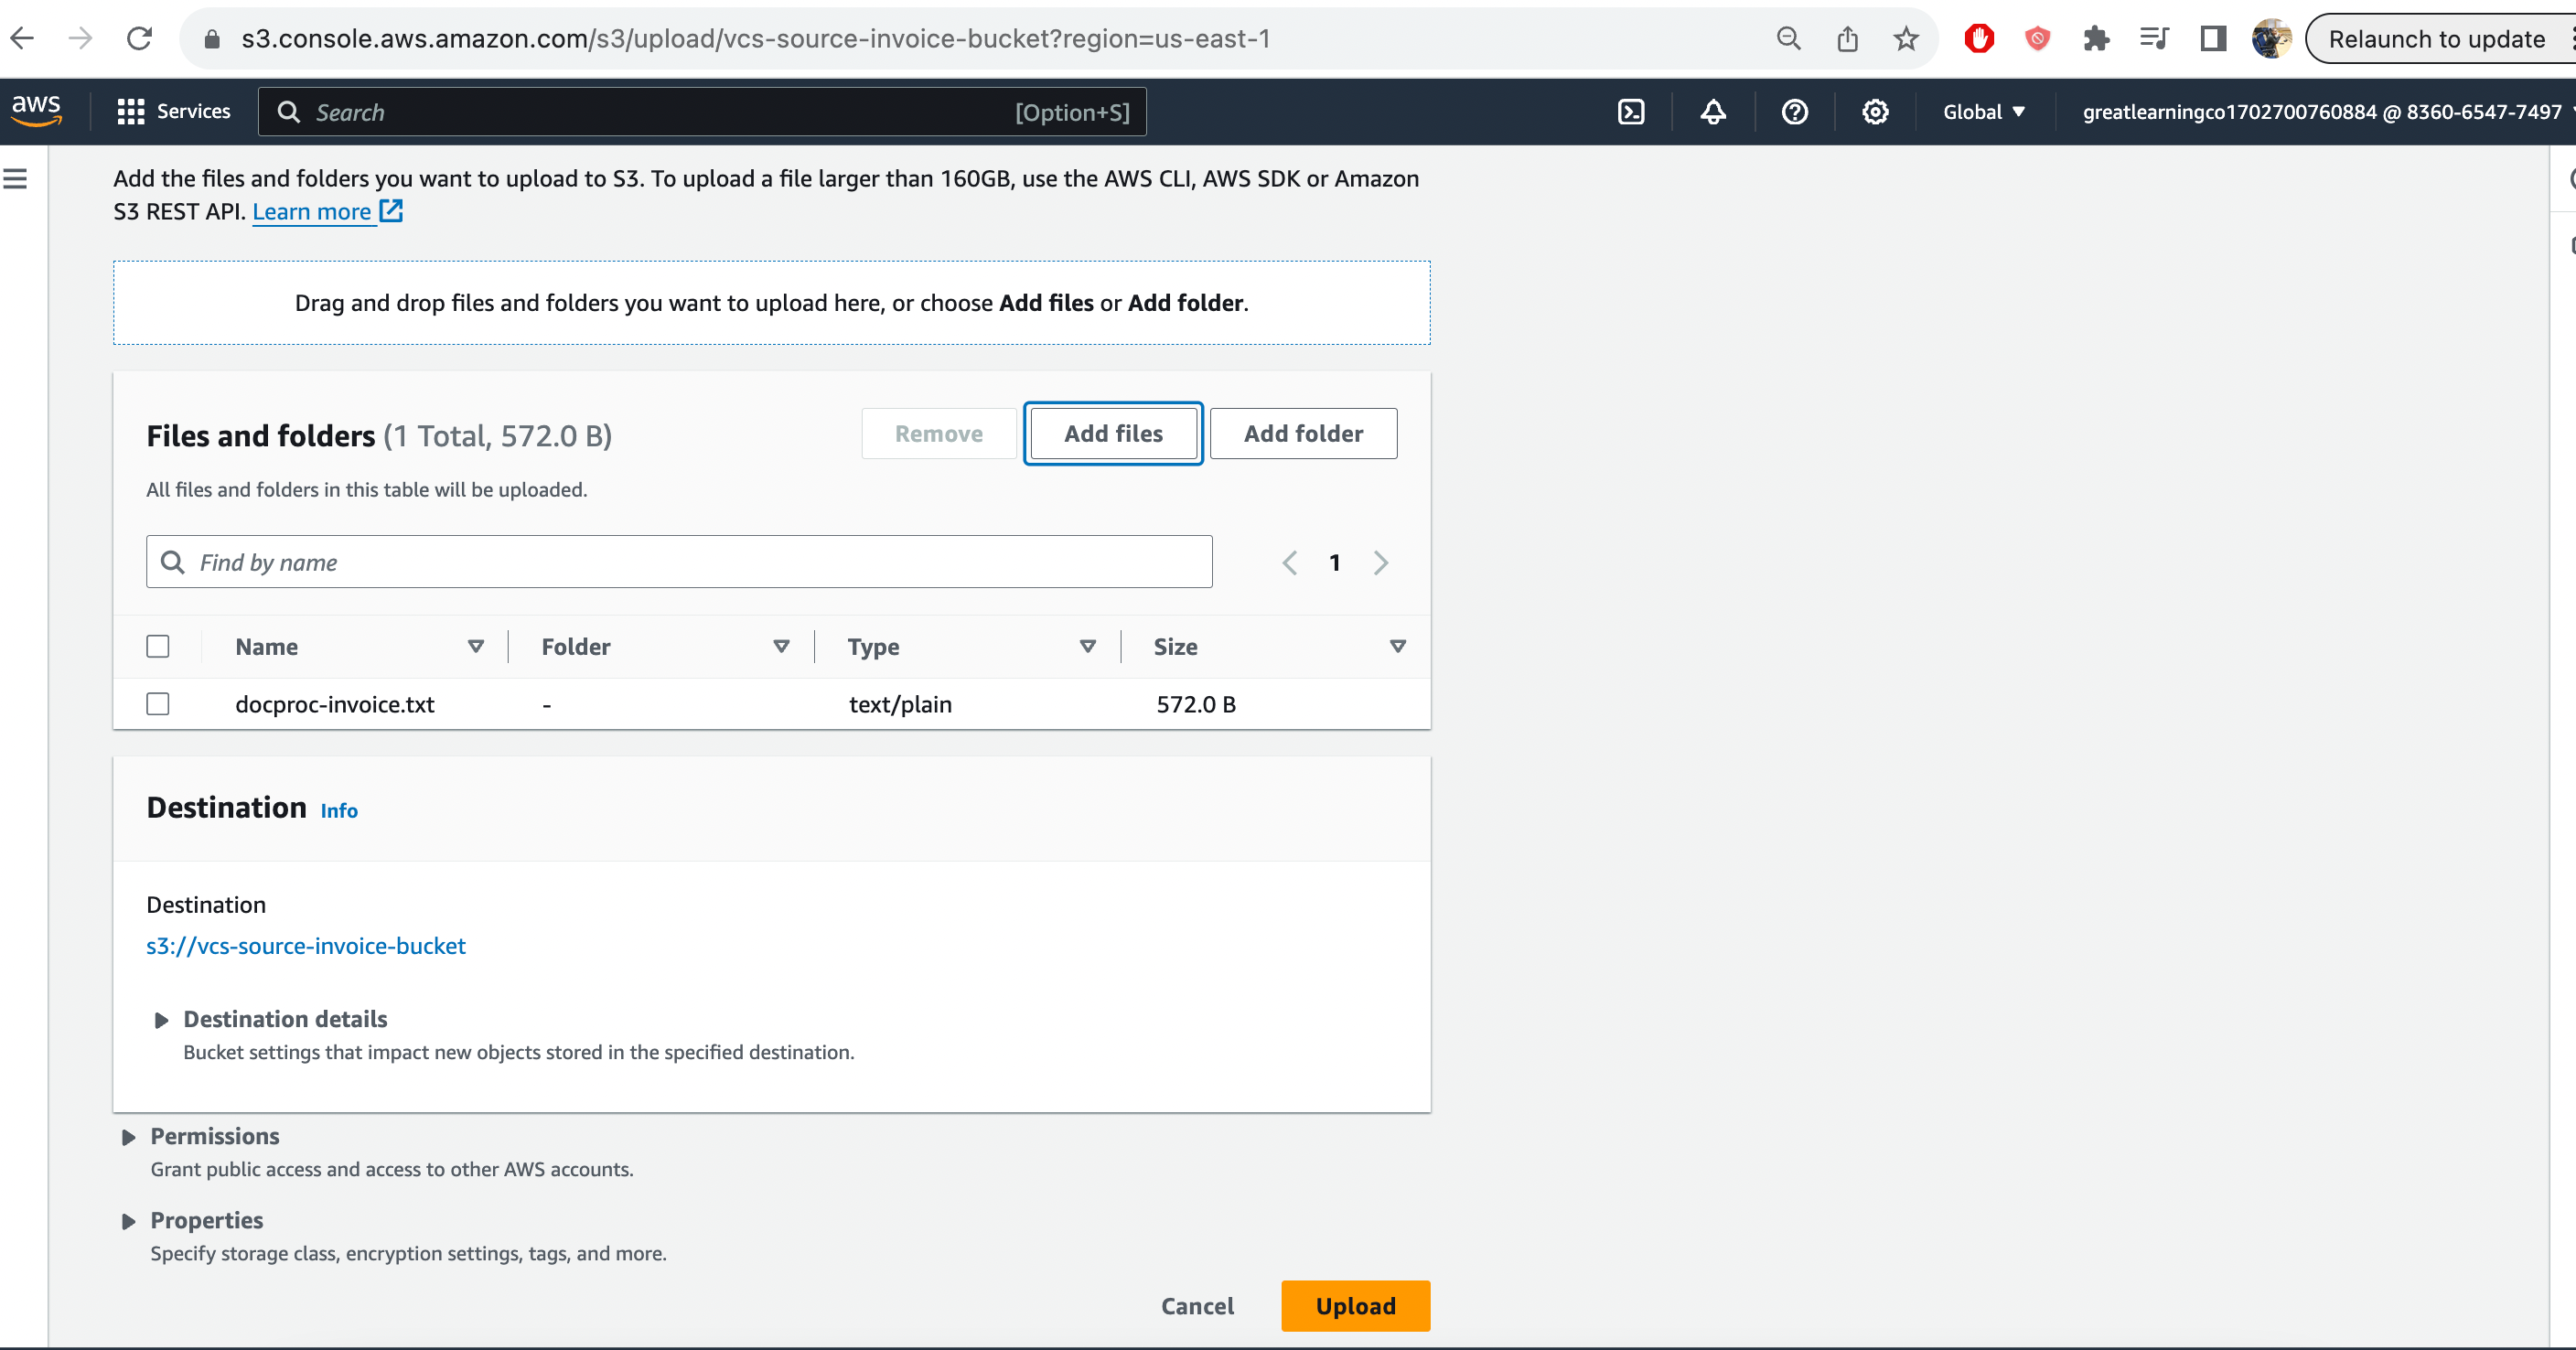 s3.console.aws.amazon.com/s3/upload/vcs-source-invoice-bucket?region=us-east-1
Relaunch to update
aws
Services
Search
[Option+S]
Global
greatlearningco1702700760884 @ 8360-6547-7497
Add the files and folders you want to upload to S3. To upload a file larger than 160GB, use the AWS CLI, AWS SDK or Amazon
S3 REST API. Learn more
Drag and drop files and folders you want to upload here, or choose Add files or Add folder.
Files and folders (1 Total, 572.0 B)
Remove
Add files
Add folder
All files and folders in this table will be uploaded.
Find by name
1
Name
Folder
Type
Size
docproc-invoice.txt
-
text/plain
572.0 B
Destination Info
Destination
s3://vcs-source-invoice-bucket
Destination details
Bucket settings that impact new objects stored in the specified destination.
Permissions
Grant public access and access to other AWS accounts.
Properties
Specify storage class, encryption settings, tags, and more.
Cancel
Upload